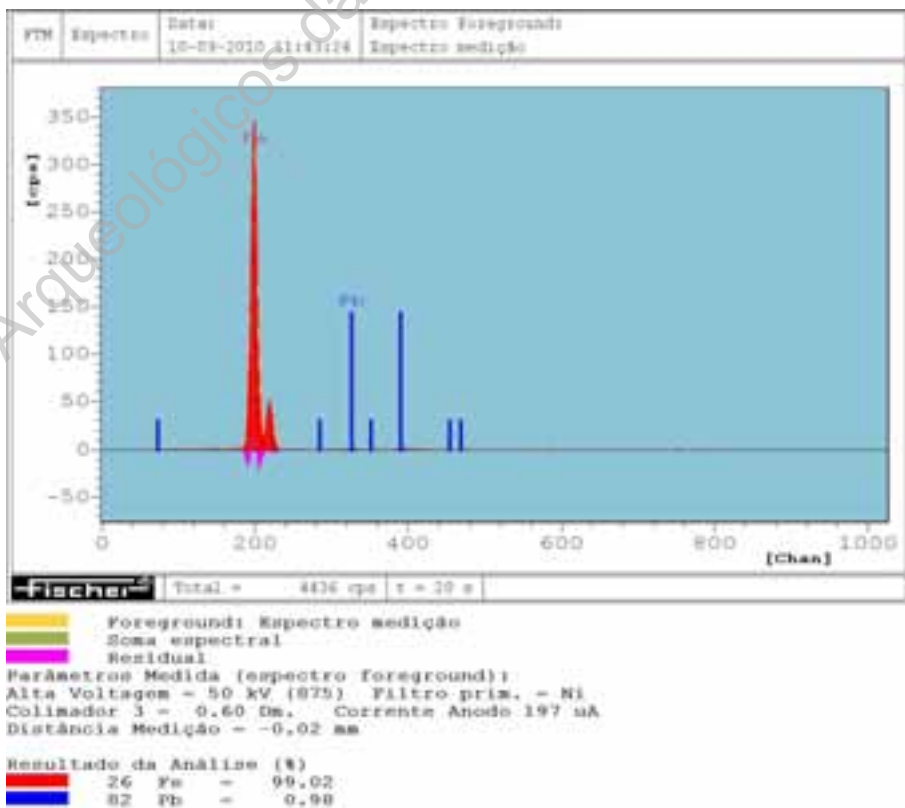 FTM Espectro Data: Espectro Foreground:
10-09-2010 11:43:24 Espectro medição
Arqueológicos da
[cps]
350
300
250
200
150
100
50
0
-50
Fe
Pb
0 200 400 600 800 1000
[Chan]
Fischer Total = 4436 cps t = 20 s
Foreground: Espectro medição
Soma espectral
Residual
Parâmetros Medida (espectro foreground):
Alta Voltagem = 50 kV (875) Filtro prim. = Ni
Colimador 3 = 0.60 Dm. Corrente Anodo 197 uA
Distância Medição = -0.02 mm
Resultado da Análise (%)
26 Fe = 99.02
82 Pb = 0.98